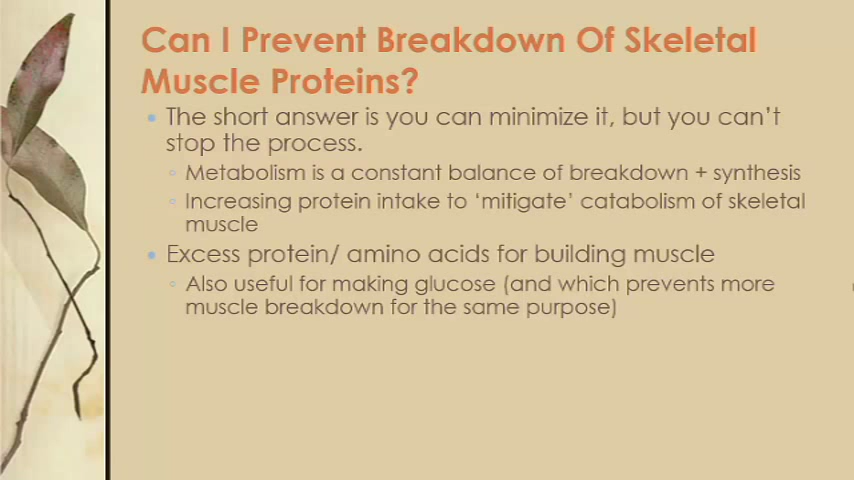 Can I Prevent Breakdown Of Skeletal
Muscle Proteins?
• The short answer is you can minimize it, but you can't
stop the process.
◦ Metabolism is a constant balance of breakdown + synthesis
◦ Increasing protein intake to 'mitigate' catabolism of skeletal
muscle
• Excess protein/ amino acids for building muscle
◦ Also useful for making glucose (and which prevents more
muscle breakdown for the same purpose)